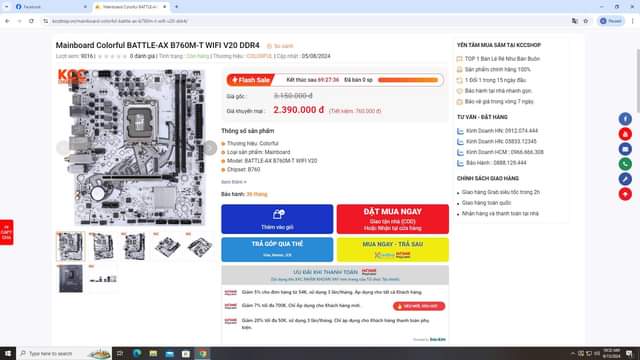 Facebook
Mainboard Colorful BATTLE-AX
kccshop.vn/mainboard-colorful-battle-ax-b760m-t-wifi-v20-ddr4/
Paused
Mainboard Colorful BATTLE-AX B760M-T WIFI V20 DDR4
So sánh
Lượt xem: 9016
0 đánh giá | Tình trạng : Còn hàng | Thương hiệu: COLORFUL | Cập nhật : 05/08/2024
KCC
Flash Sale
Kết thúc sau 69:27:36
Đã bán 0 sp
Giá gốc :
3.150.000 đ
Giá khuyến mại :
2.390.000 đ
(Tiết kiệm: 760.000 đ)
Thông số sản phẩm
Thương hiệu: Colorful
Loại sản phẩm: Mainboard
Model: BATTLE-AX B760M-T WIFI V20
Chipset: B760
Xem thêm
Bảo hành: 36 tháng
Thêm vào giỏ
ĐẶT MUA NGAY
Giao tận nhà (COD)
Hoặc Nhận tại cửa hàng
TRẢ GÓP QUA THẺ
Visa, Master, JCB
MUA NGAY - TRẢ SAU
ƯU ĐÃI KHI THANH TOÁN
Giảm 5% cho đơn hàng từ 54K, sử dụng 3 lần/tháng. Áp dụng cho tất cả khách hàng.
Giảm 7% tối đa 700K. Chỉ Áp dụng cho Khách hàng mới.
Giảm 20% tối đa 50K, sử dụng 3 lần/tháng. Chỉ áp dụng cho khách hàng thanh toán phụ kiện.
YÊN TÂM MUA SẮM TẠI KCCSHOP
TOP 1 Bán Lẻ Rẻ Như Bán Buôn
Sản phẩm chính hãng 100%
1 Đổi 1 trong 15 ngày đầu
Bảo hành tại nhà nhanh gọn.
Bảo vệ giá trong vòng 7 ngày.
TƯ VẤN - ĐẶT HÀNG
Kinh Doanh HN: 0912.074.444
Kinh Doanh HN: 05833.12345
Kinh Doanh HCM : 0966.666.308
Bảo Hành : 0888.129.444
CHÍNH SÁCH GIAO HÀNG
Giao hàng Grab siêu tốc trong 2h
Giao hàng toàn quốc
Nhận hàng và thanh toán tại nhà
Type here to search